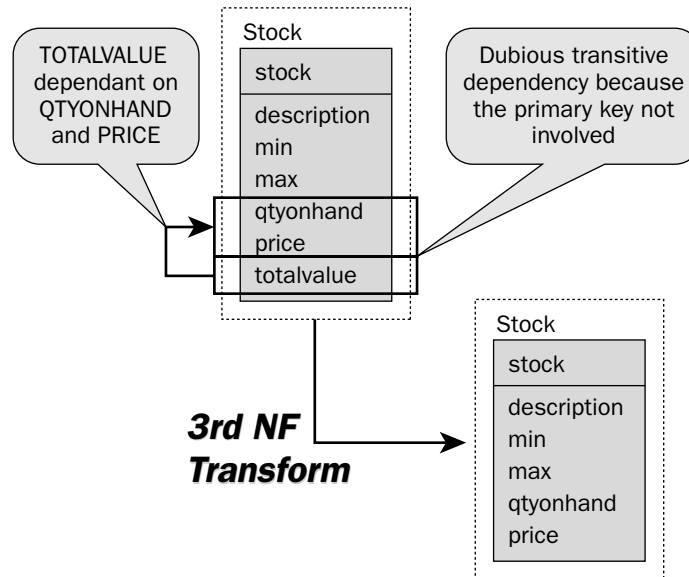 TOTALVALUE
dependant on
QTYONHAND
and PRICE
Stock
stock
description
min
max
qtyonhand
price
totalvalue
Dubious transitive
dependency because
the primary key not
involved
3rd NF
Transform
Stock
stock
description
min
max
qtyonhand
price